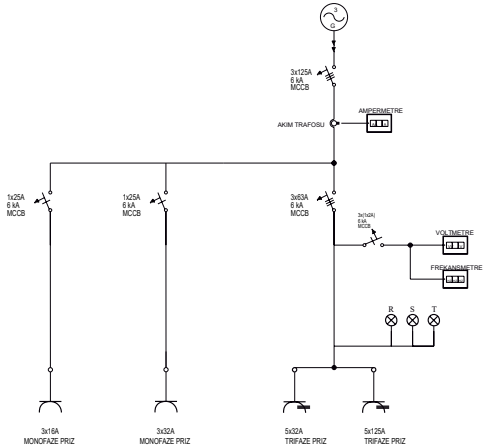 3
G
3x125A
6 kA
MCCB
AMPERMETRE
AKIM TRAFOSU
1x25A
6 kA
MCCB
1x25A
6 kA
MCCB
3x63A
6 kA
MCCB
3x(1x2A)
6 kA
MCCB
VOLTMETRE
FREKANSMETRE
R S T
3x16A
MONOFAZE PRIZ
3x32A
MONOFAZE PRIZ
5x32A
TRIFAZE PRIZ
5x125A
TRIFAZE PRIZ